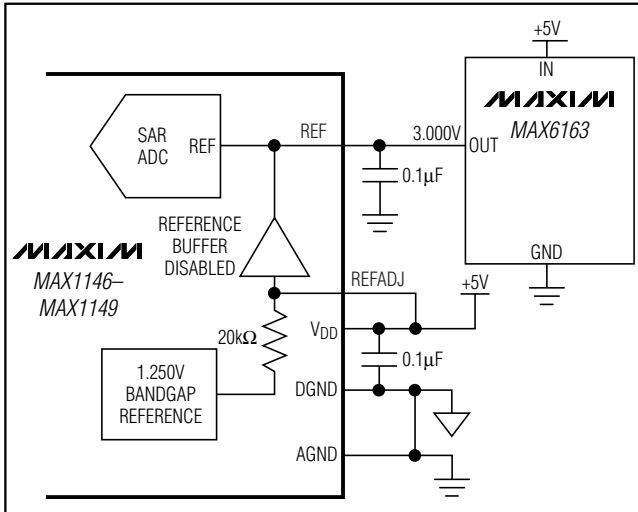 +5V
IN
MAXIM
MAX6163
3.000V
OUT
GND
SAR
ADC
REF
REF
0.1µF
REFERENCE
BUFFER
DISABLED
MAXIM
MAX1146–
MAX1149
REFADJ
+5V
20kΩ
VDD
0.1µF
1.250V
BANDGAP
REFERENCE
DGND
AGND